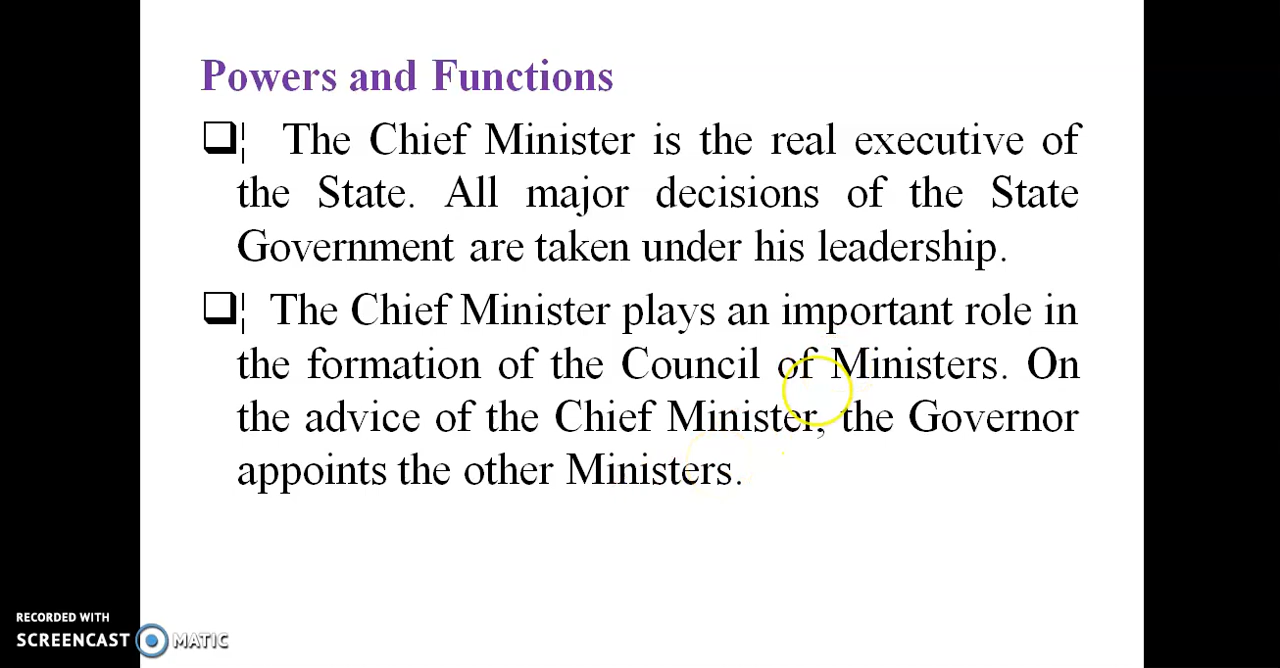 Powers and Functions
❑¦ The Chief Minister is the real executive of
the State. All major decisions of the State
Government are taken under his leadership.
❑¦ The Chief Minister plays an important role in
the formation of the Council of Ministers. On
the advice of the Chief Minister, the Governor
appoints the other Ministers.
RECORDED WITH
SCREENCAST MATIC